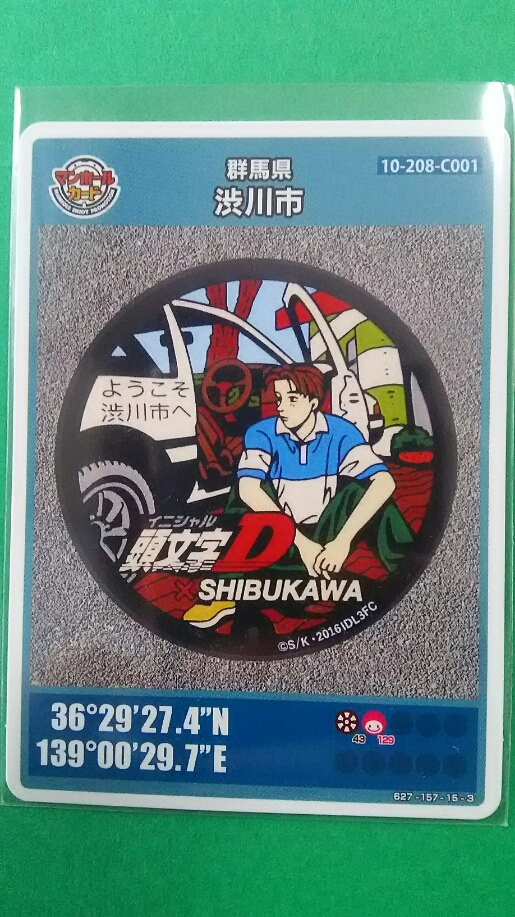 マンホール
カード
群馬県
渋川市
10-208-C001
ようこそ
渋川市へ
イニシャル
頭文字D
×SHIBUKAWA
©S/K・2016IDL3FC
36°29'27.4"N
139°00'29.7"E
43
129
627-157-15-3